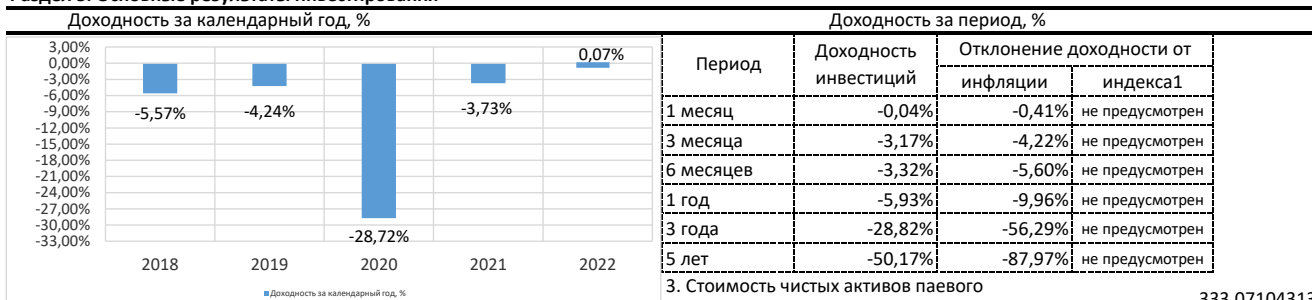 Доходность за календарный год, %
Доходность за период, %
3,00%
0,00%
-3,00%
-6,00%
-9,00%
-12,00%
-15,00%
-18,00%
-21,00%
-24,00%
-27,00%
-30,00%
-33,00%
-5,57%
-4,24%
-28,72%
-3,73%
0,07%
2018 2019 2020 2021 2022
Доходность за календарный год, %
Период Доходность инвестиций Отклонение доходности от
инфляции индекса1
1 месяц -0,04% -0,41% не предусмотрен
3 месяца -3,17% -4,22% не предусмотрен
6 месяцев -3,32% -5,60% не предусмотрен
1 год -5,93% -9,96% не предусмотрен
3 года -28,82% -56,29% не предусмотрен
5 лет -50,17% -87,97% не предусмотрен
3. Стоимость чистых активов паевого